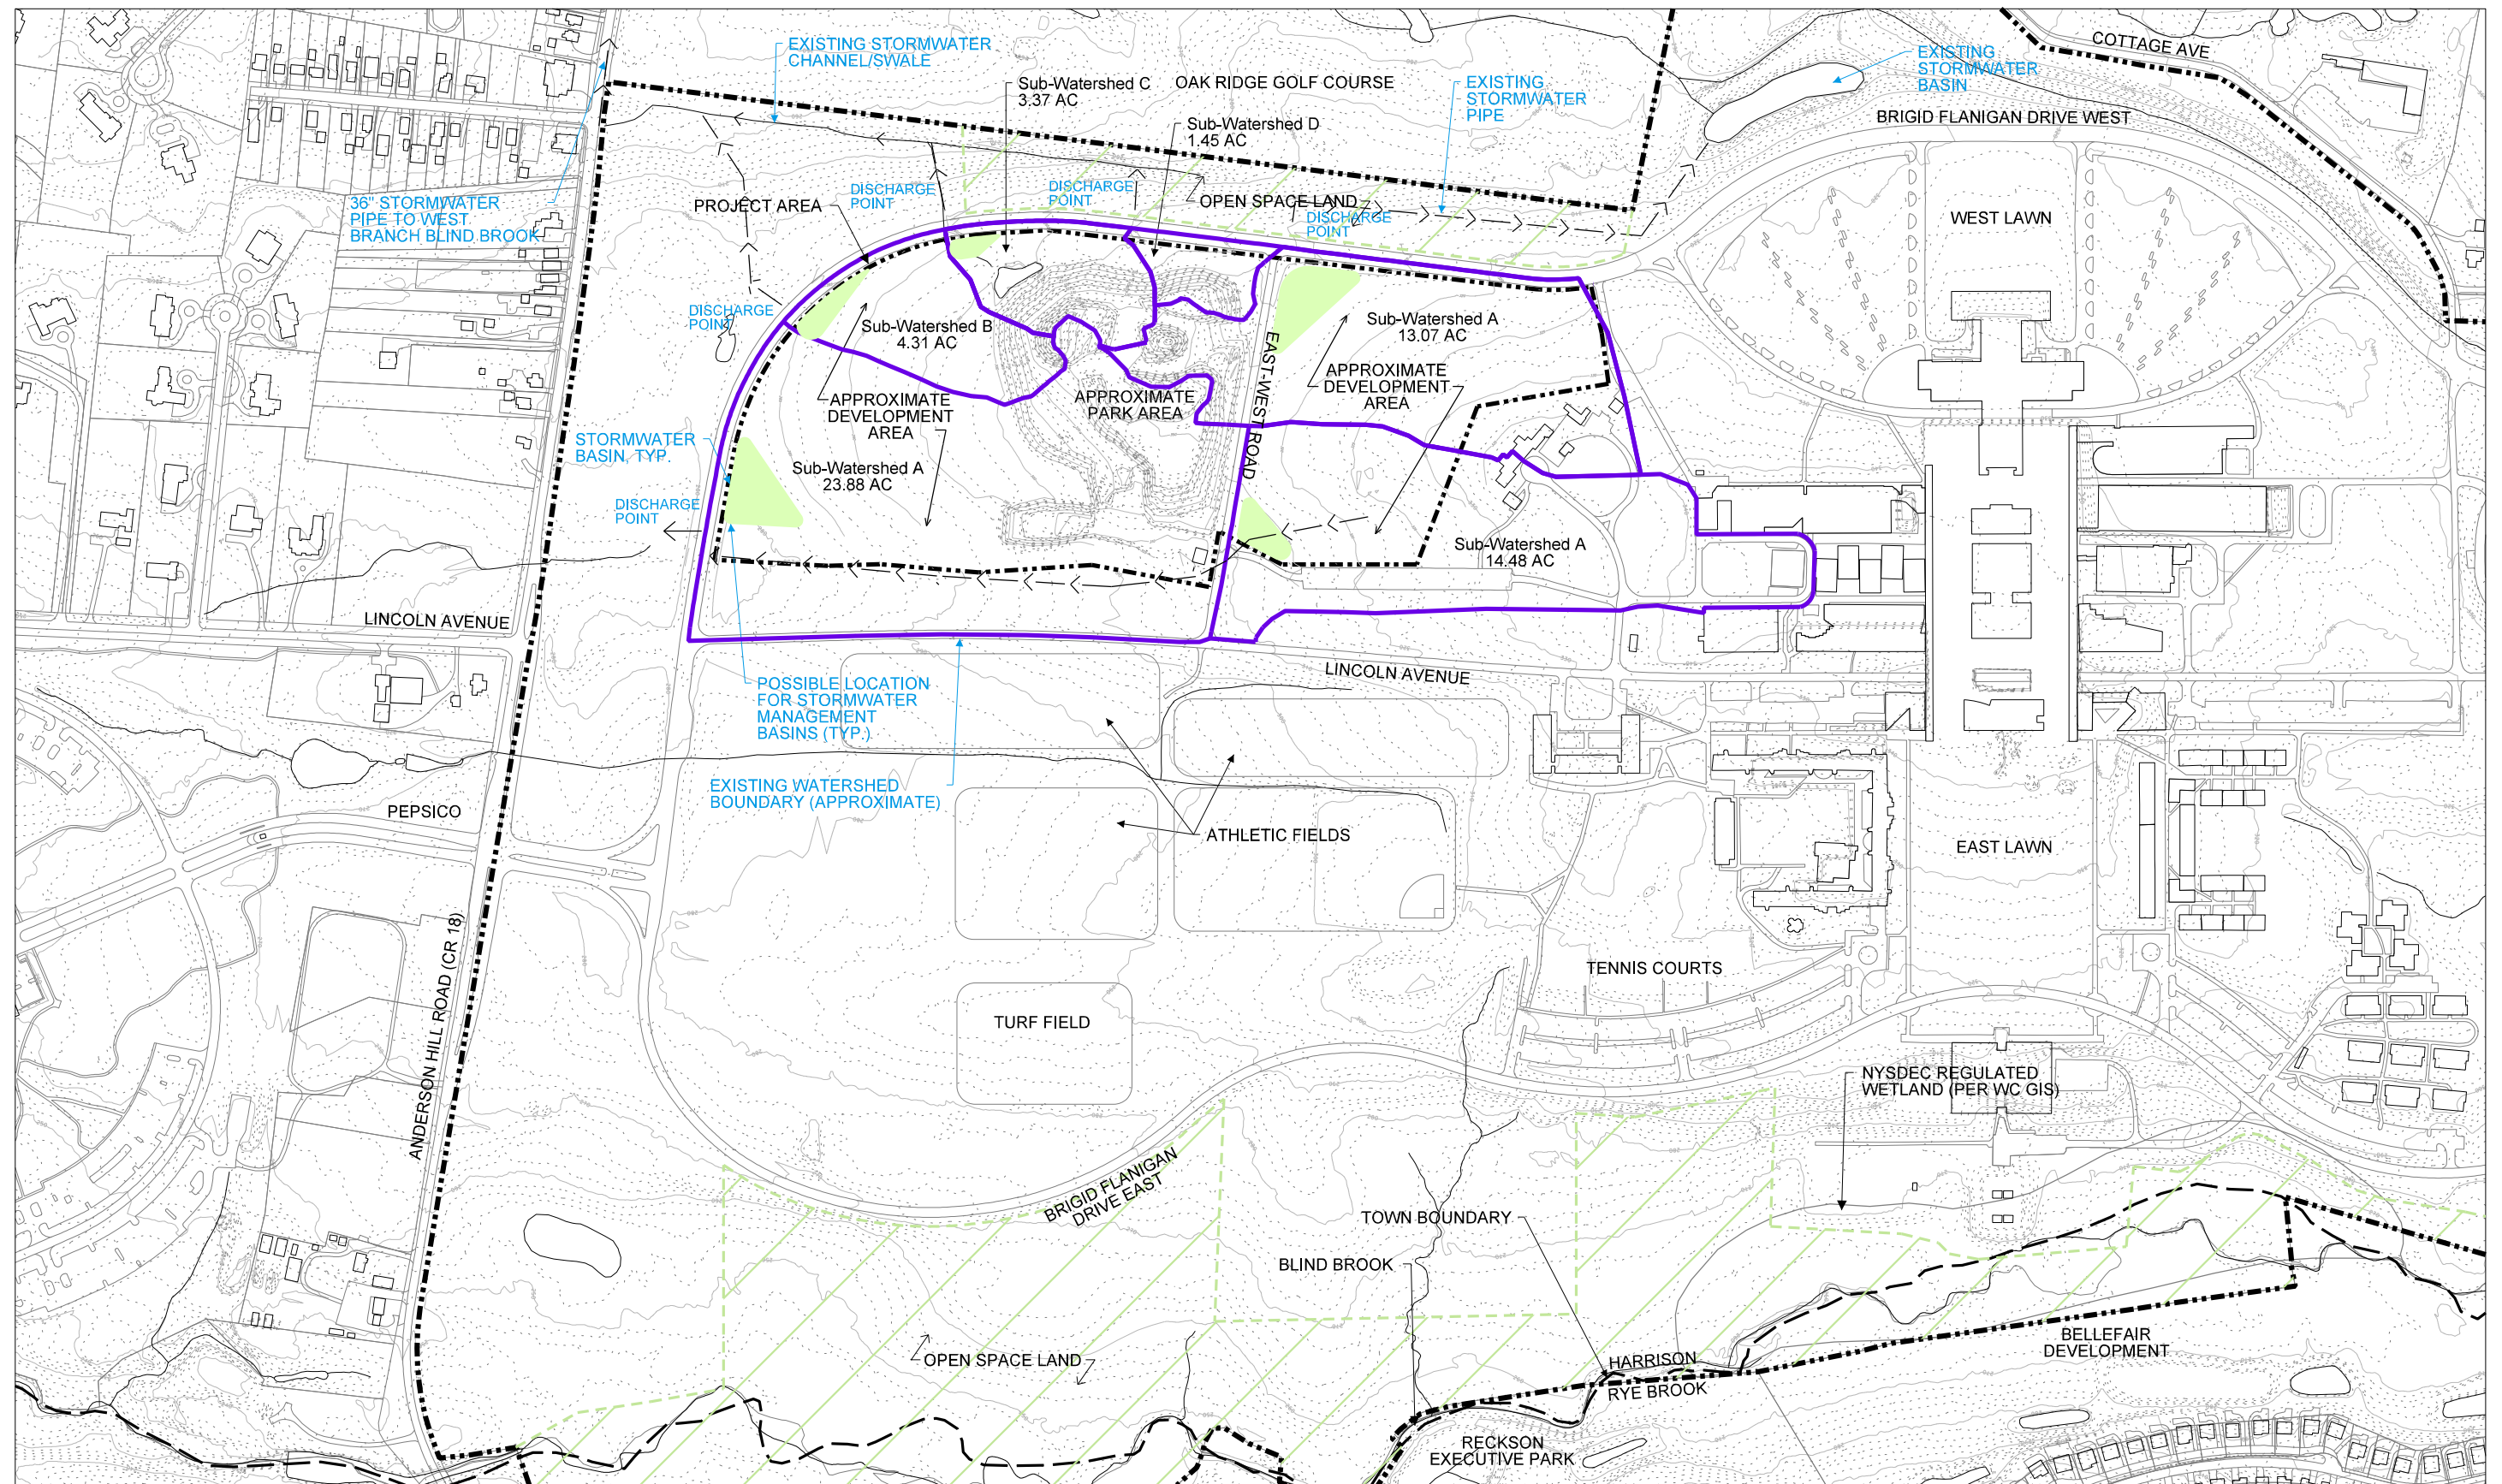 COTTAGE AVE
EXISTING STORMWATER
CHANNEL/SWALE
EXISTING
STORMWATER
BASIN
Sub-Watershed C
3.37 AC
OAK RIDGE GOLF COURSE
EXISTING
STORMWATER
PIPE
BRIGID FLANIGAN DRIVE WEST
Sub-Watershed D
1.45 AC
36" STORMWATER
PIPE TO WEST
BRANCH BLIND BROOK
PROJECT AREA
DISCHARGE
POINT
DISCHARGE
POINT
OPEN SPACE LAND
DISCHARGE
POINT
WEST LAWN
DISCHARGE
POINT
Sub-Watershed B
4.31 AC
Sub-Watershed A
13.07 AC
EAST-WEST ROAD
APPROXIMATE
DEVELOPMENT
AREA
APPROXIMATE
PARK AREA
APPROXIMATE
DEVELOPMENT
AREA
STORMWATER
BASIN, TYP.
Sub-Watershed A
23.88 AC
DISCHARGE
POINT
Sub-Watershed A
14.48 AC
LINCOLN AVENUE
LINCOLN AVENUE
POSSIBLE LOCATION
FOR STORMWATER
MANAGEMENT
BASINS (TYP.)
EXISTING WATERSHED
BOUNDARY (APPROXIMATE)
PEPSICO
ATHLETIC FIELDS
EAST LAWN
ANDERSON HILL ROAD (CR 18)
TENNIS COURTS
TURF FIELD
NYSDEC REGULATED
WETLAND (PER WC GIS)
BRIGID FLANIGAN
DRIVE EAST
TOWN BOUNDARY
BLIND BROOK
OPEN SPACE LAND
HARRISON
RYE BROOK
BELLEFAIR
DEVELOPMENT
RECKSON
EXECUTIVE PARK